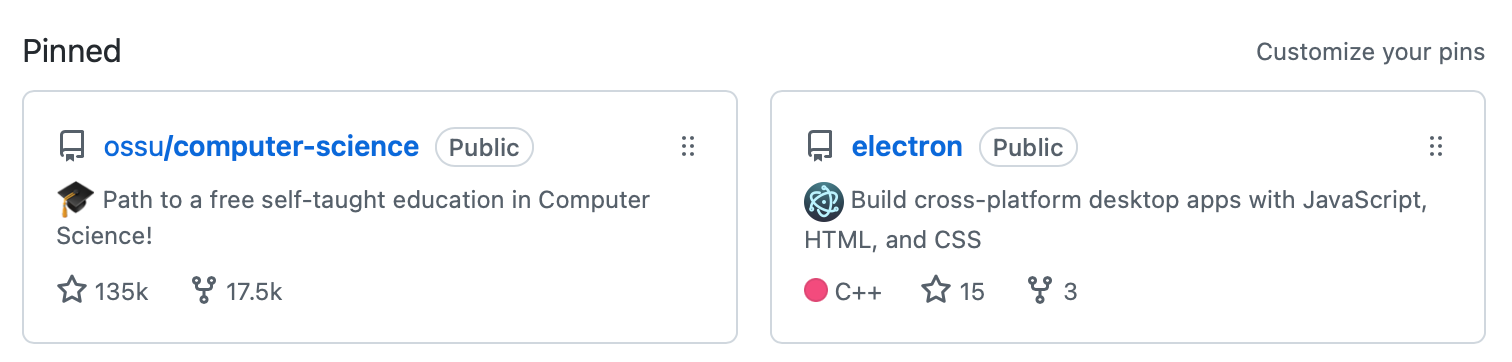 Pinned
Customize your pins
ossu/computer-science Public
Path to a free self-taught education in Computer
Science!
135k 17.5k
electron Public
Build cross-platform desktop apps with JavaScript,
HTML, and CSS
C++ 15 3